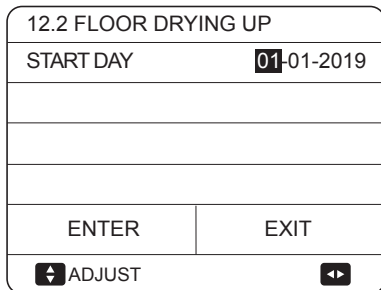 12.2 FLOOR DRYING UP
START DAY 01-01-2019
ENTER EXIT
ADJUST